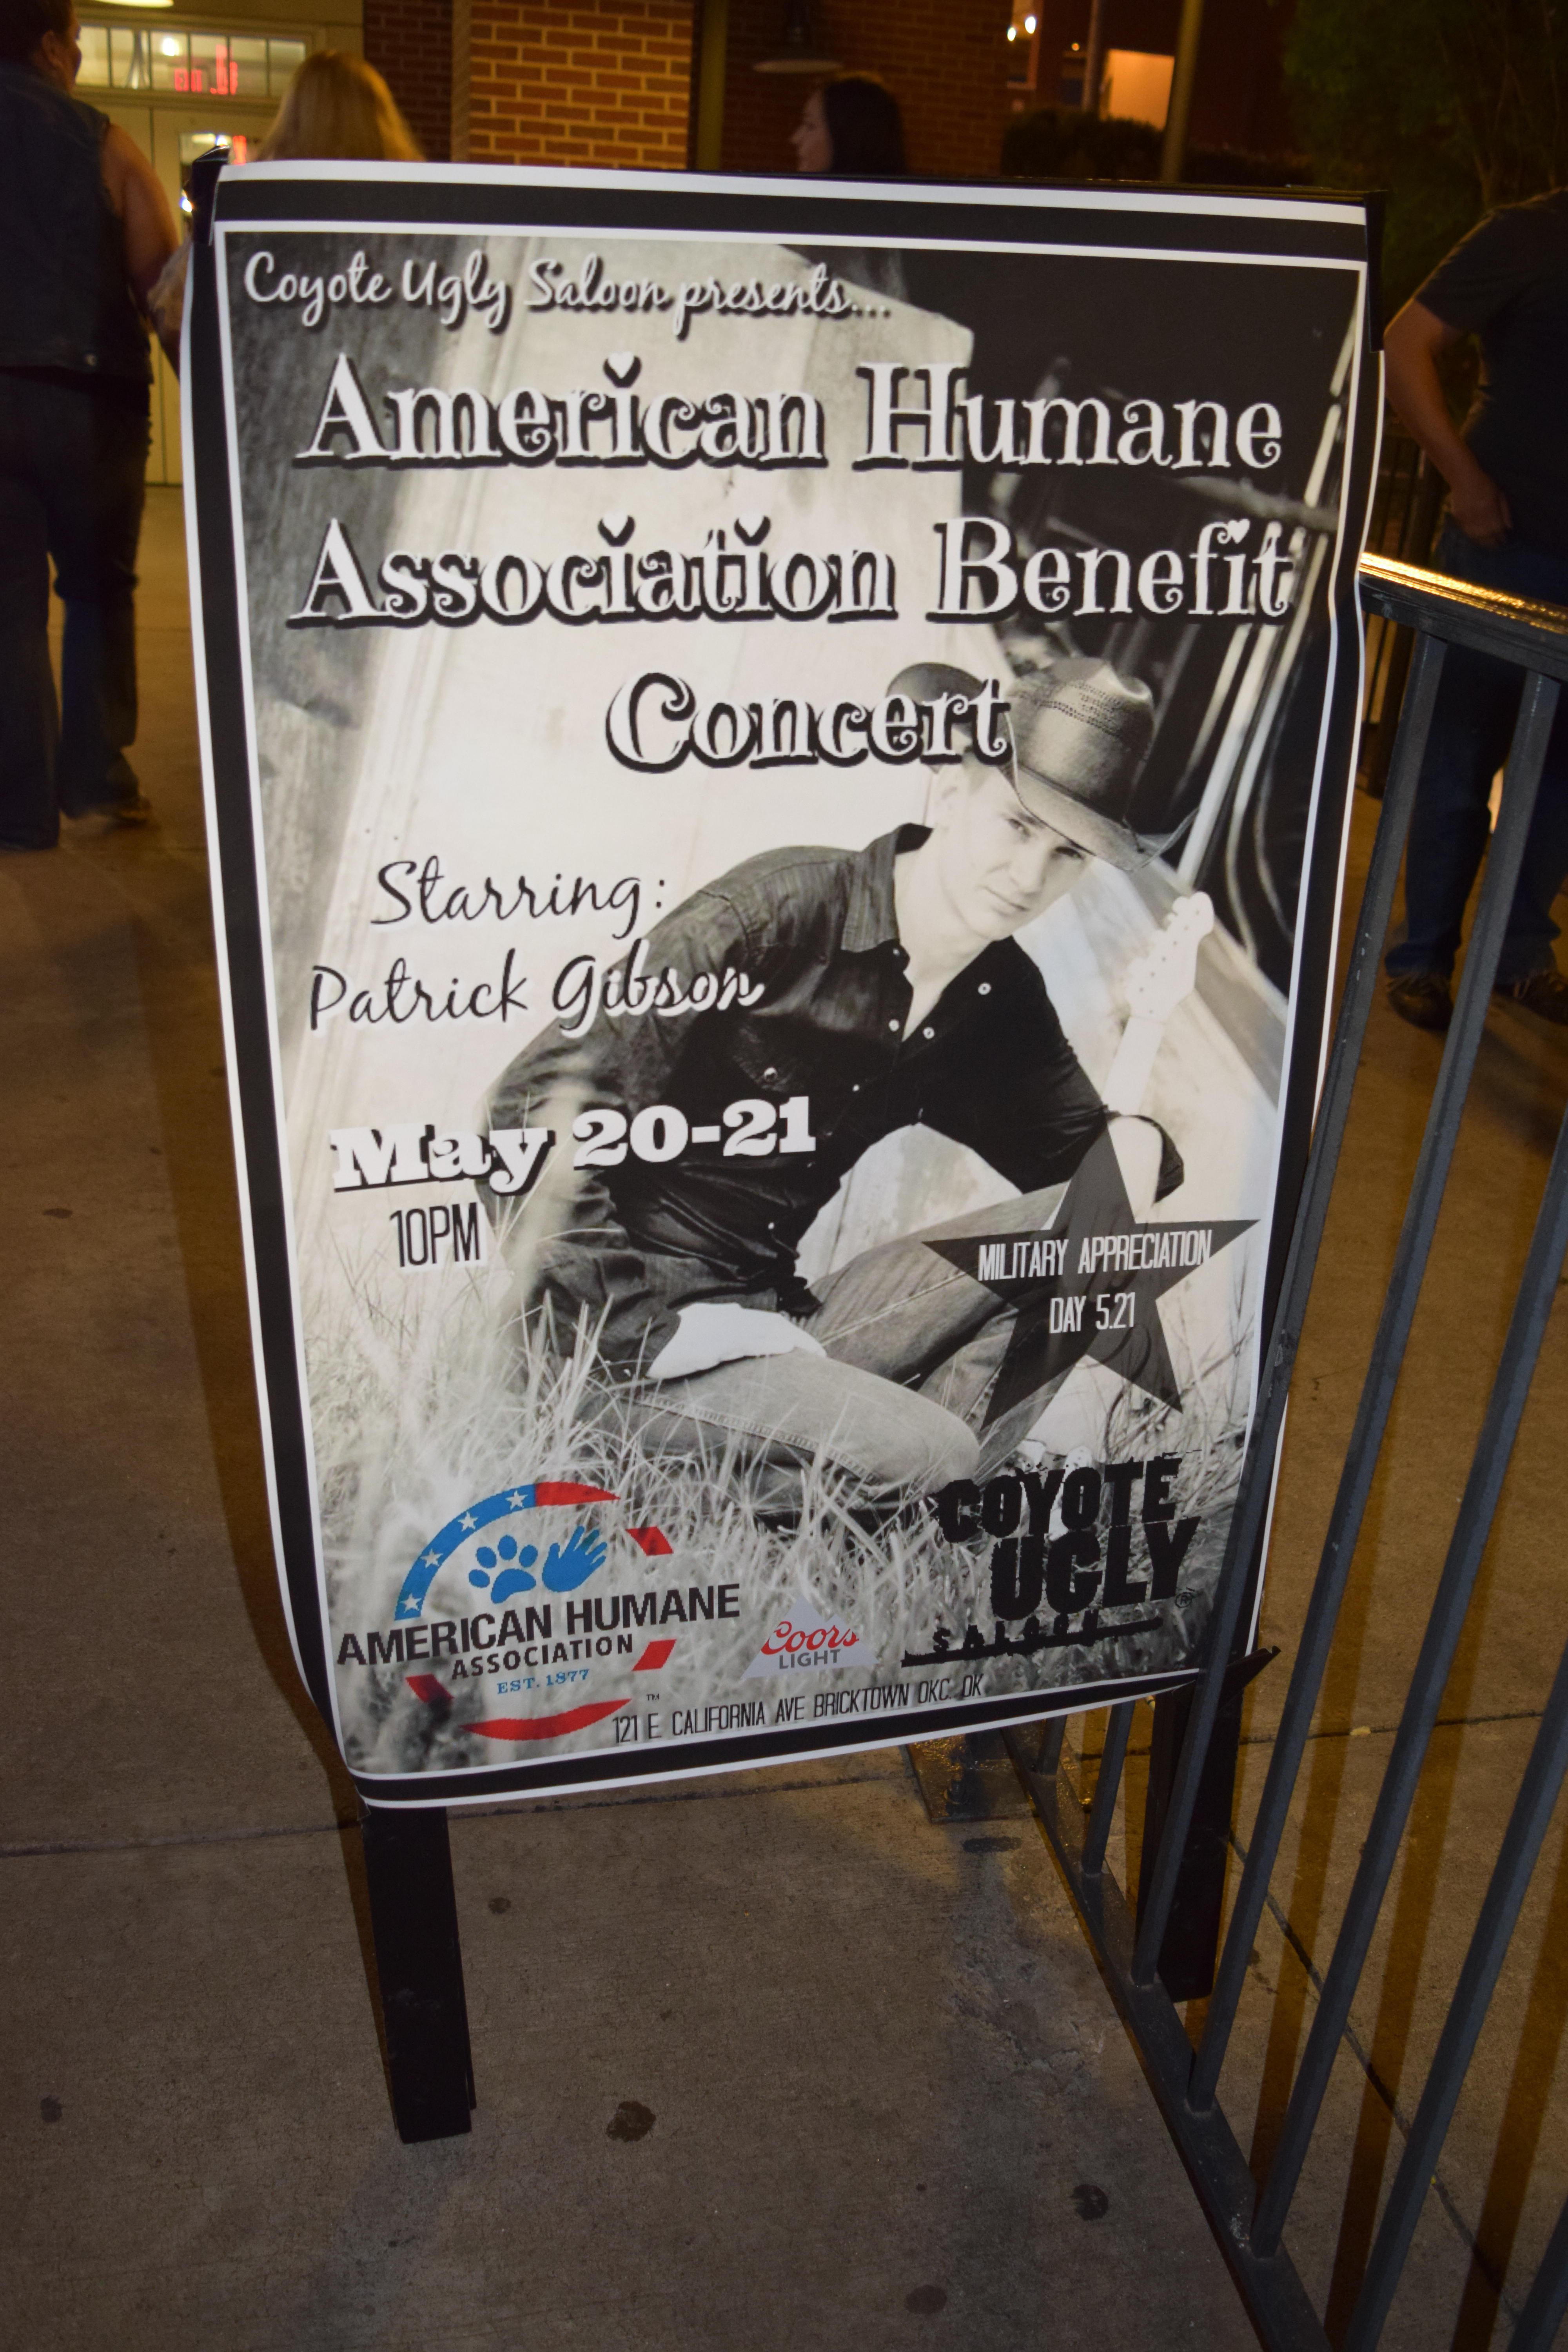 Coyote Ugly Saloon presents...
American Humane
Association Benefit
Concert
Starring:
Patrick Gibson
May 20-21
10PM
MILITARY APPRECIATION
DAY 5.21
AMERICAN HUMANE
ASSOCIATION
EST. 1877
™
Coors
LIGHT
COYOTE
UGLY®
SALOON
121 E. CALIFORNIA AVE BRICKTOWN OKC, OK